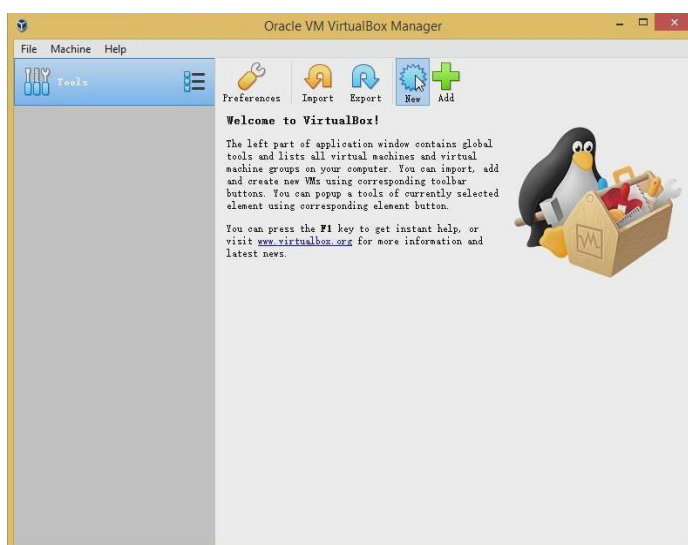 Oracle VM VirtualBox Manager
File Machine Help
Tools
Preferences Import Export New Add
Welcome to VirtualBox!
The left part of application window contains global
tools and lists all virtual machines and virtual
machine groups on your computer. You can import, add
and create new VMs using corresponding toolbar
buttons. You can popup a tools of currently selected
element using corresponding element button.
You can press the F1 key to get instant help, or
visit www.virtualbox.org for more information and
latest news.